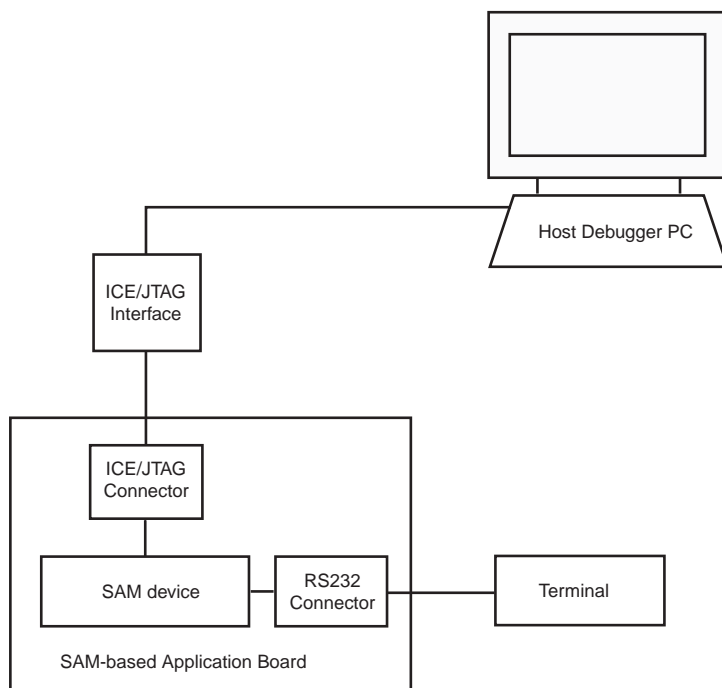 Host Debugger PC
ICE/JTAG
Interface
ICE/JTAG
Connector
SAM device
RS232
Connector
Terminal
SAM-based Application Board